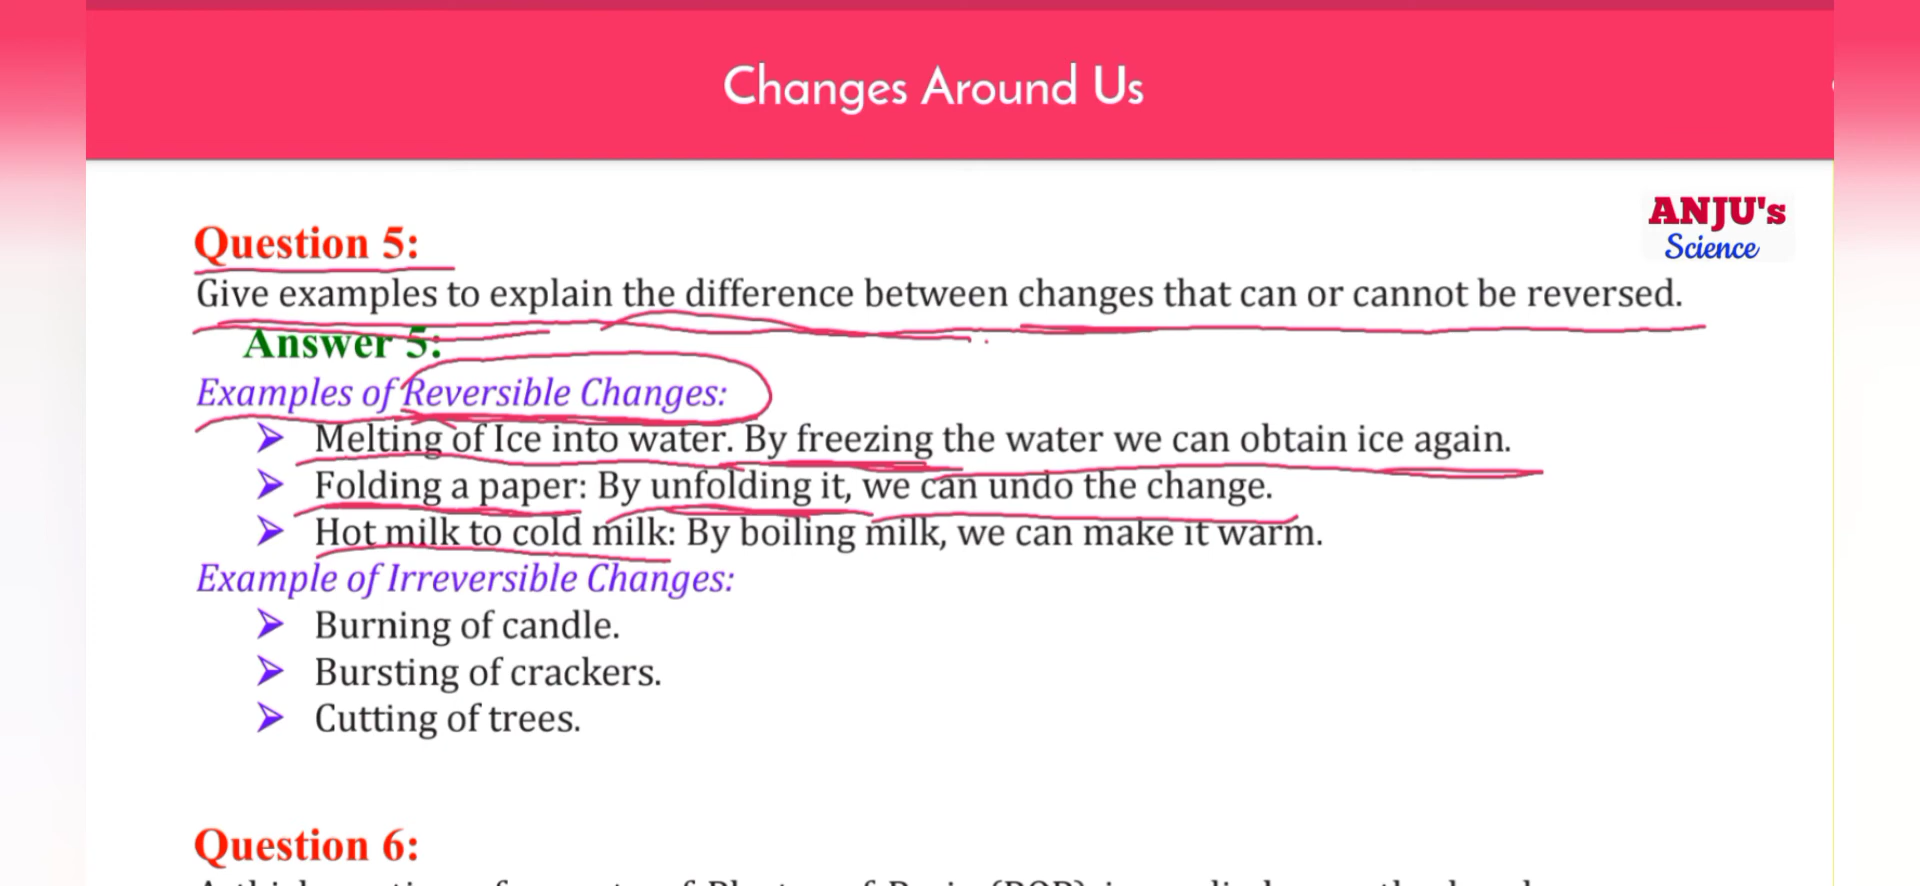 Changes Around Us
ANJU's
Science
Question 5:
Give examples to explain the difference between changes that can or cannot be reversed.
Answer 5:
Examples of Reversible Changes:
➢ Melting of Ice into water. By freezing the water we can obtain ice again.
➢ Folding a paper: By unfolding it, we can undo the change.
➢ Hot milk to cold milk: By boiling milk, we can make it warm.
Example of Irreversible Changes:
➢ Burning of candle.
➢ Bursting of crackers.
➢ Cutting of trees.
Question 6: